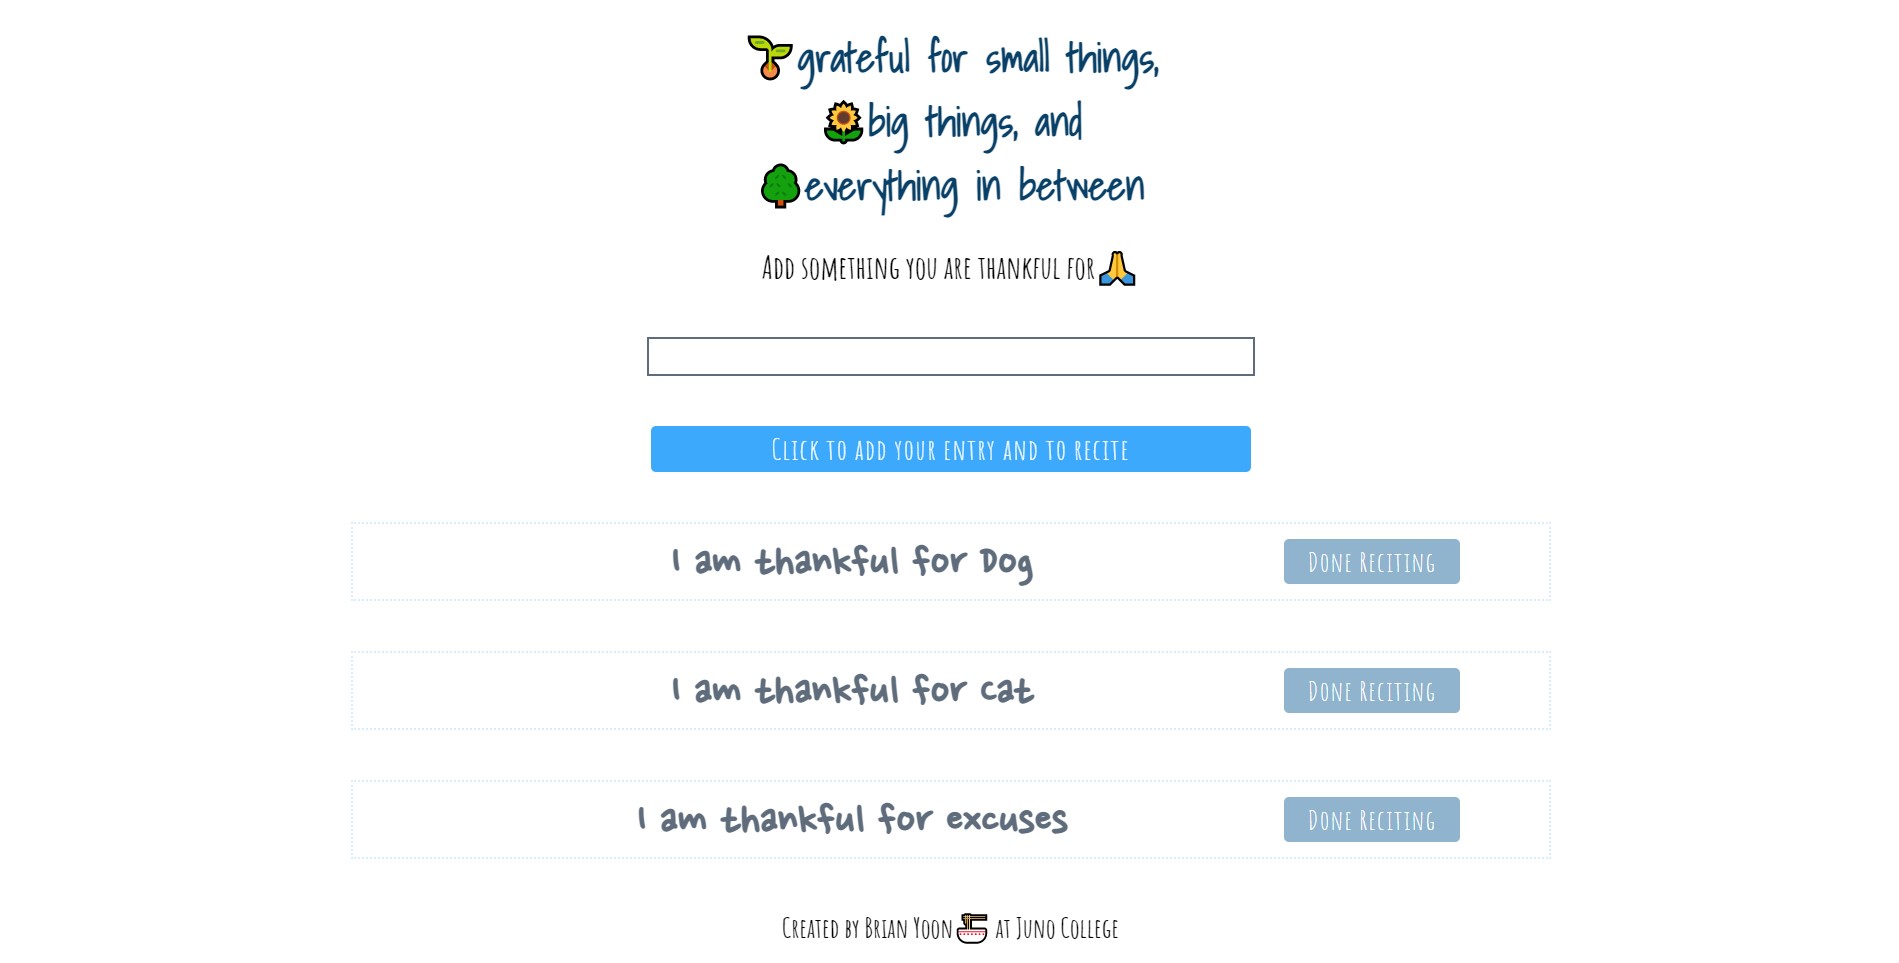 grateful for small things,
big things, and
everything in between
Add something you are thankful for
Click to add your entry and to recite
I am thankful for Dog
Done Reciting
I am thankful for cat
Done Reciting
I am thankful for excuses
Done Reciting
Created by Brian Yoon at Juno College